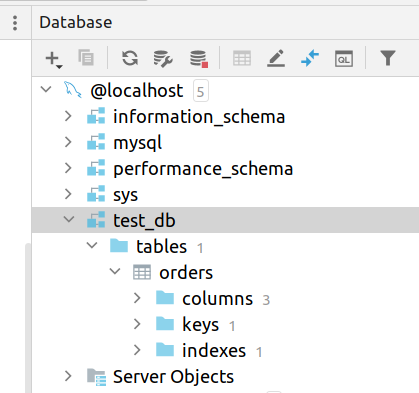 Database
QL
@localhost 5
information_schema
mysql
performance_schema
sys
test_db
tables 1
orders
columns 3
keys 1
indexes 1
Server Objects